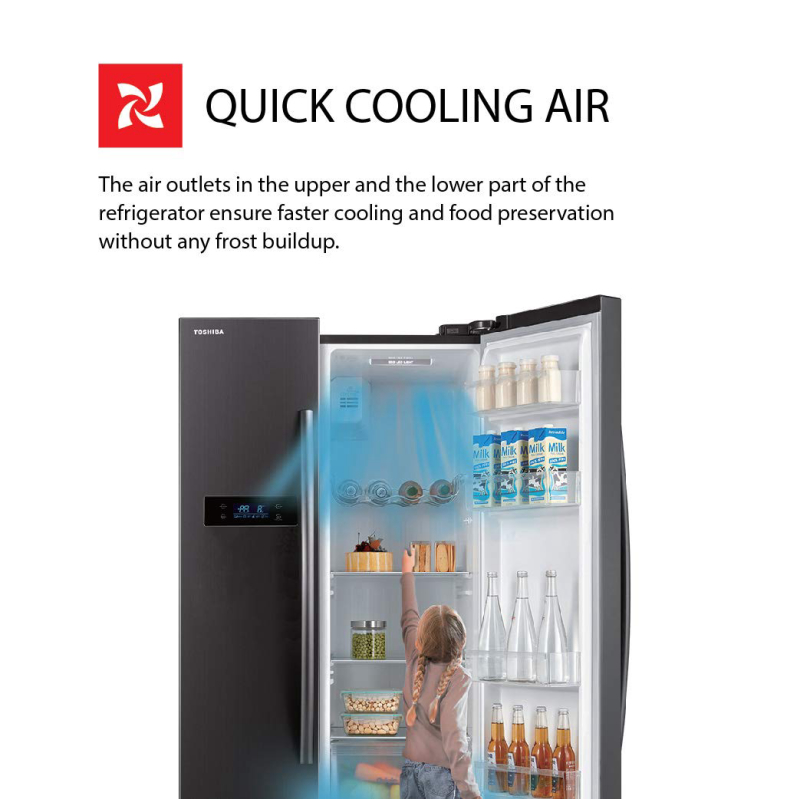 QUICK COOLING AIR
The air outlets in the upper and the lower part of the
refrigerator ensure faster cooling and food preservation
without any frost buildup.
TOSHIBA
Milk Milk Milk